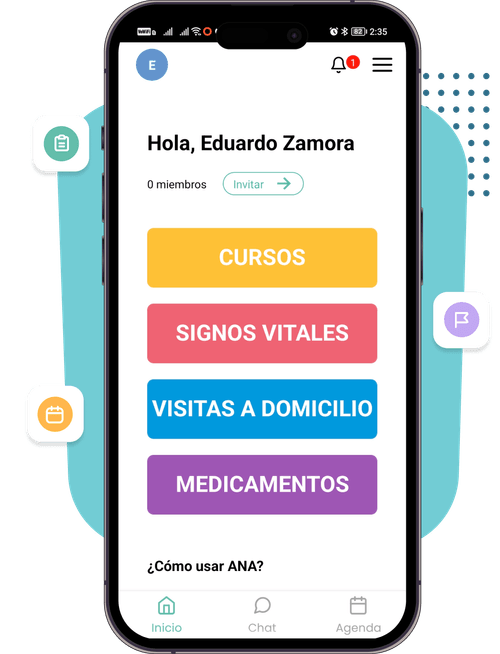 82
2:35
E
1
Hola, Eduardo Zamora
0 miembros
Invitar
CURSOS
SIGNOS VITALES
VISITAS A DOMICILIO
MEDICAMENTOS
¿Cómo usar ANA?
Inicio
Chat
Agenda